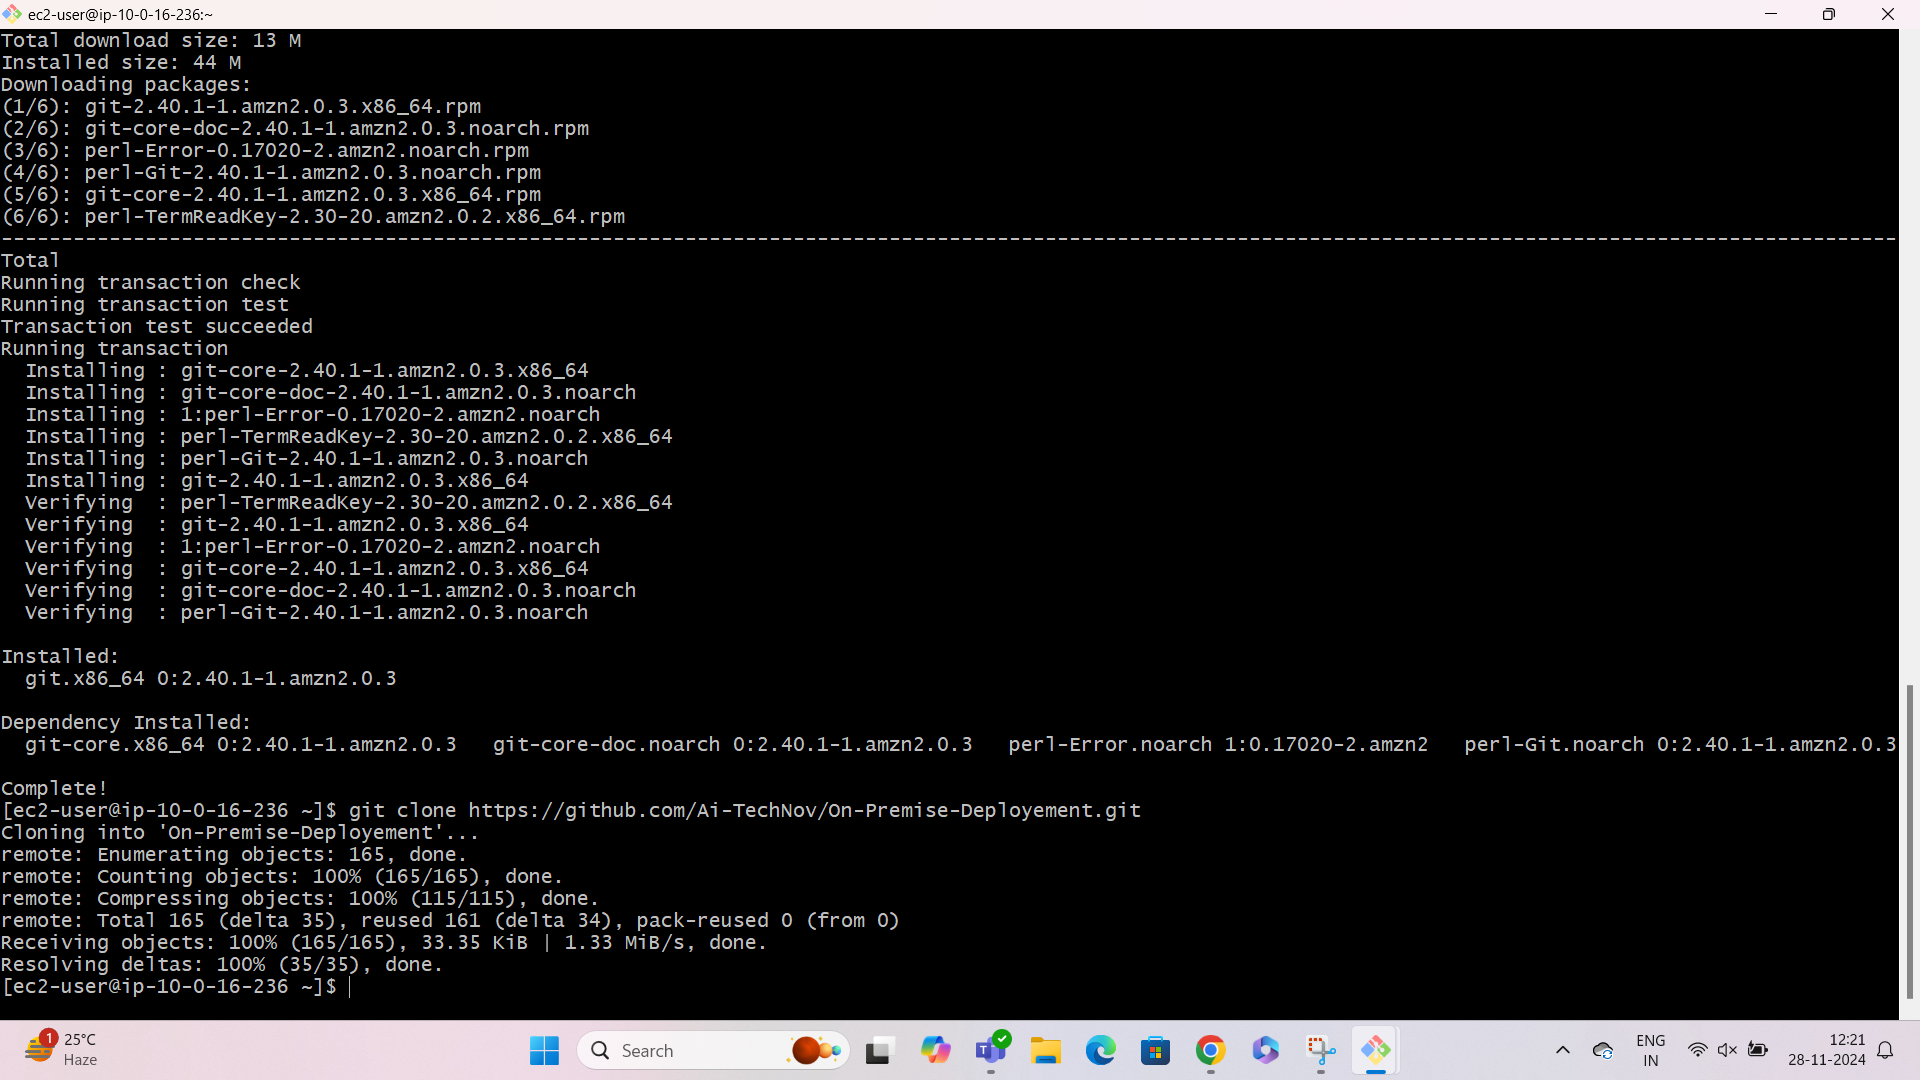 ec2-user@ip-10-0-16-236:~
Total download size: 13 M
Installed size: 44 M
Downloading packages:
(1/6): git-2.40.1-1.amzn2.0.3.x86_64.rpm
(2/6): git-core-doc-2.40.1-1.amzn2.0.3.noarch.rpm
(3/6): perl-Error-0.17020-2.amzn2.noarch.rpm
(4/6): perl-Git-2.40.1-1.amzn2.0.3.noarch.rpm
(5/6): git-core-2.40.1-1.amzn2.0.3.x86_64.rpm
(6/6): perl-TermReadKey-2.30-20.amzn2.0.2.x86_64.rpm
--------------------------------------------------------------------------------------------------------------------------------------------------------------
Total
Running transaction check
Running transaction test
Transaction test succeeded
Running transaction
  Installing : git-core-2.40.1-1.amzn2.0.3.x86_64
  Installing : git-core-doc-2.40.1-1.amzn2.0.3.noarch
  Installing : 1:perl-Error-0.17020-2.amzn2.noarch
  Installing : perl-TermReadKey-2.30-20.amzn2.0.2.x86_64
  Installing : perl-Git-2.40.1-1.amzn2.0.3.noarch
  Installing : git-2.40.1-1.amzn2.0.3.x86_64
  Verifying  : perl-TermReadKey-2.30-20.amzn2.0.2.x86_64
  Verifying  : git-2.40.1-1.amzn2.0.3.x86_64
  Verifying  : 1:perl-Error-0.17020-2.amzn2.noarch
  Verifying  : git-core-2.40.1-1.amzn2.0.3.x86_64
  Verifying  : git-core-doc-2.40.1-1.amzn2.0.3.noarch
  Verifying  : perl-Git-2.40.1-1.amzn2.0.3.noarch
Installed:
  git.x86_64 0:2.40.1-1.amzn2.0.3
Dependency Installed:
  git-core.x86_64 0:2.40.1-1.amzn2.0.3   git-core-doc.noarch 0:2.40.1-1.amzn2.0.3   perl-Error.noarch 1:0.17020-2.amzn2   perl-Git.noarch 0:2.40.1-1.amzn2.0.3
Complete!
[ec2-user@ip-10-0-16-236 ~]$ git clone https://github.com/Ai-TechNov/On-Premise-Deployement.git
Cloning into 'On-Premise-Deployement'...
remote: Enumerating objects: 165, done.
remote: Counting objects: 100% (165/165), done.
remote: Compressing objects: 100% (115/115), done.
remote: Total 165 (delta 35), reused 161 (delta 34), pack-reused 0 (from 0)
Receiving objects: 100% (165/165), 33.35 KiB | 1.33 MiB/s, done.
Resolving deltas: 100% (35/35), done.
[ec2-user@ip-10-0-16-236 ~]$
1
25°C
Haze
Search
ENG
IN
12:21
28-11-2024